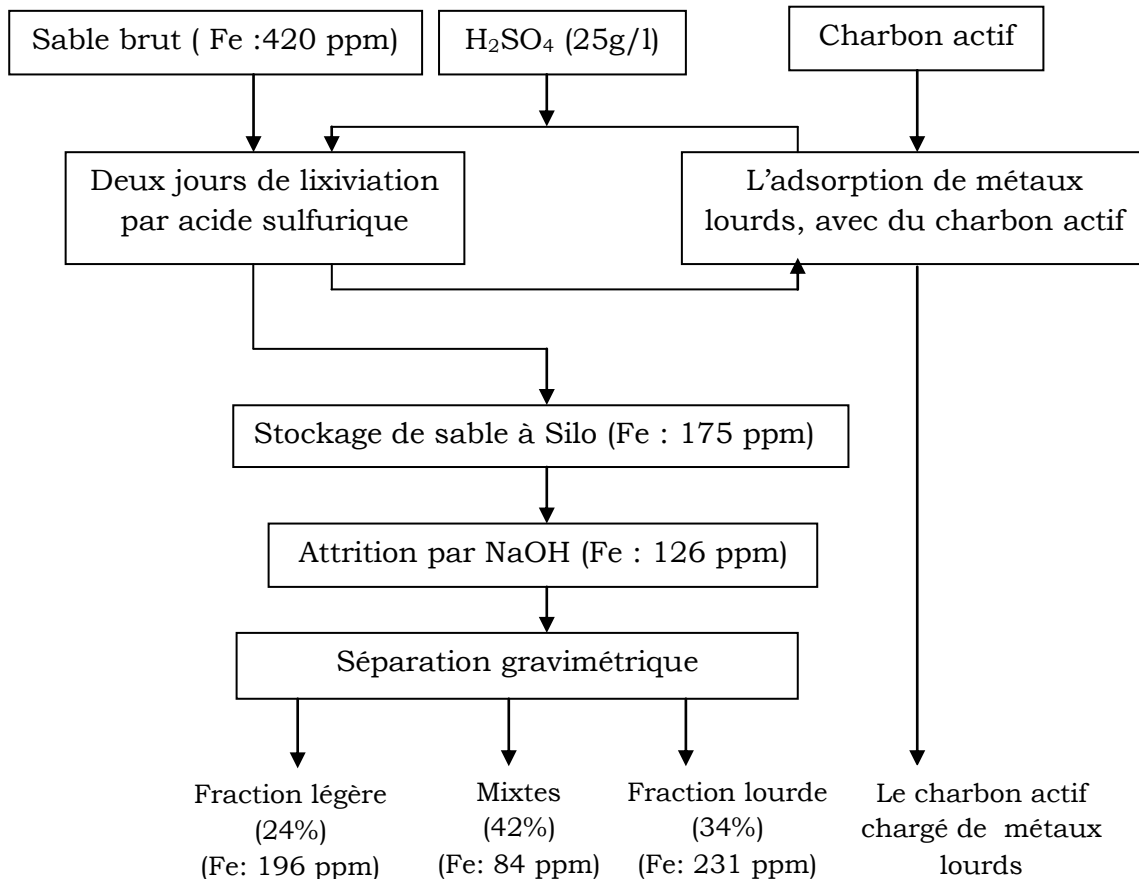 Sable brut ( Fe :420 ppm)
H₂SO₄ (25g/l)
Charbon actif
Deux jours de lixiviation
par acide sulfurique
L’adsorption de métaux
lourds, avec du charbon actif
Stockage de sable à Silo (Fe : 175 ppm)
Attrition par NaOH (Fe : 126 ppm)
Séparation gravimétrique
Fraction légère
(24%)
(Fe: 196 ppm)
Mixtes
(42%)
(Fe: 84 ppm)
Fraction lourde
(34%)
(Fe: 231 ppm)
Le charbon actif
chargé de métaux
lourds